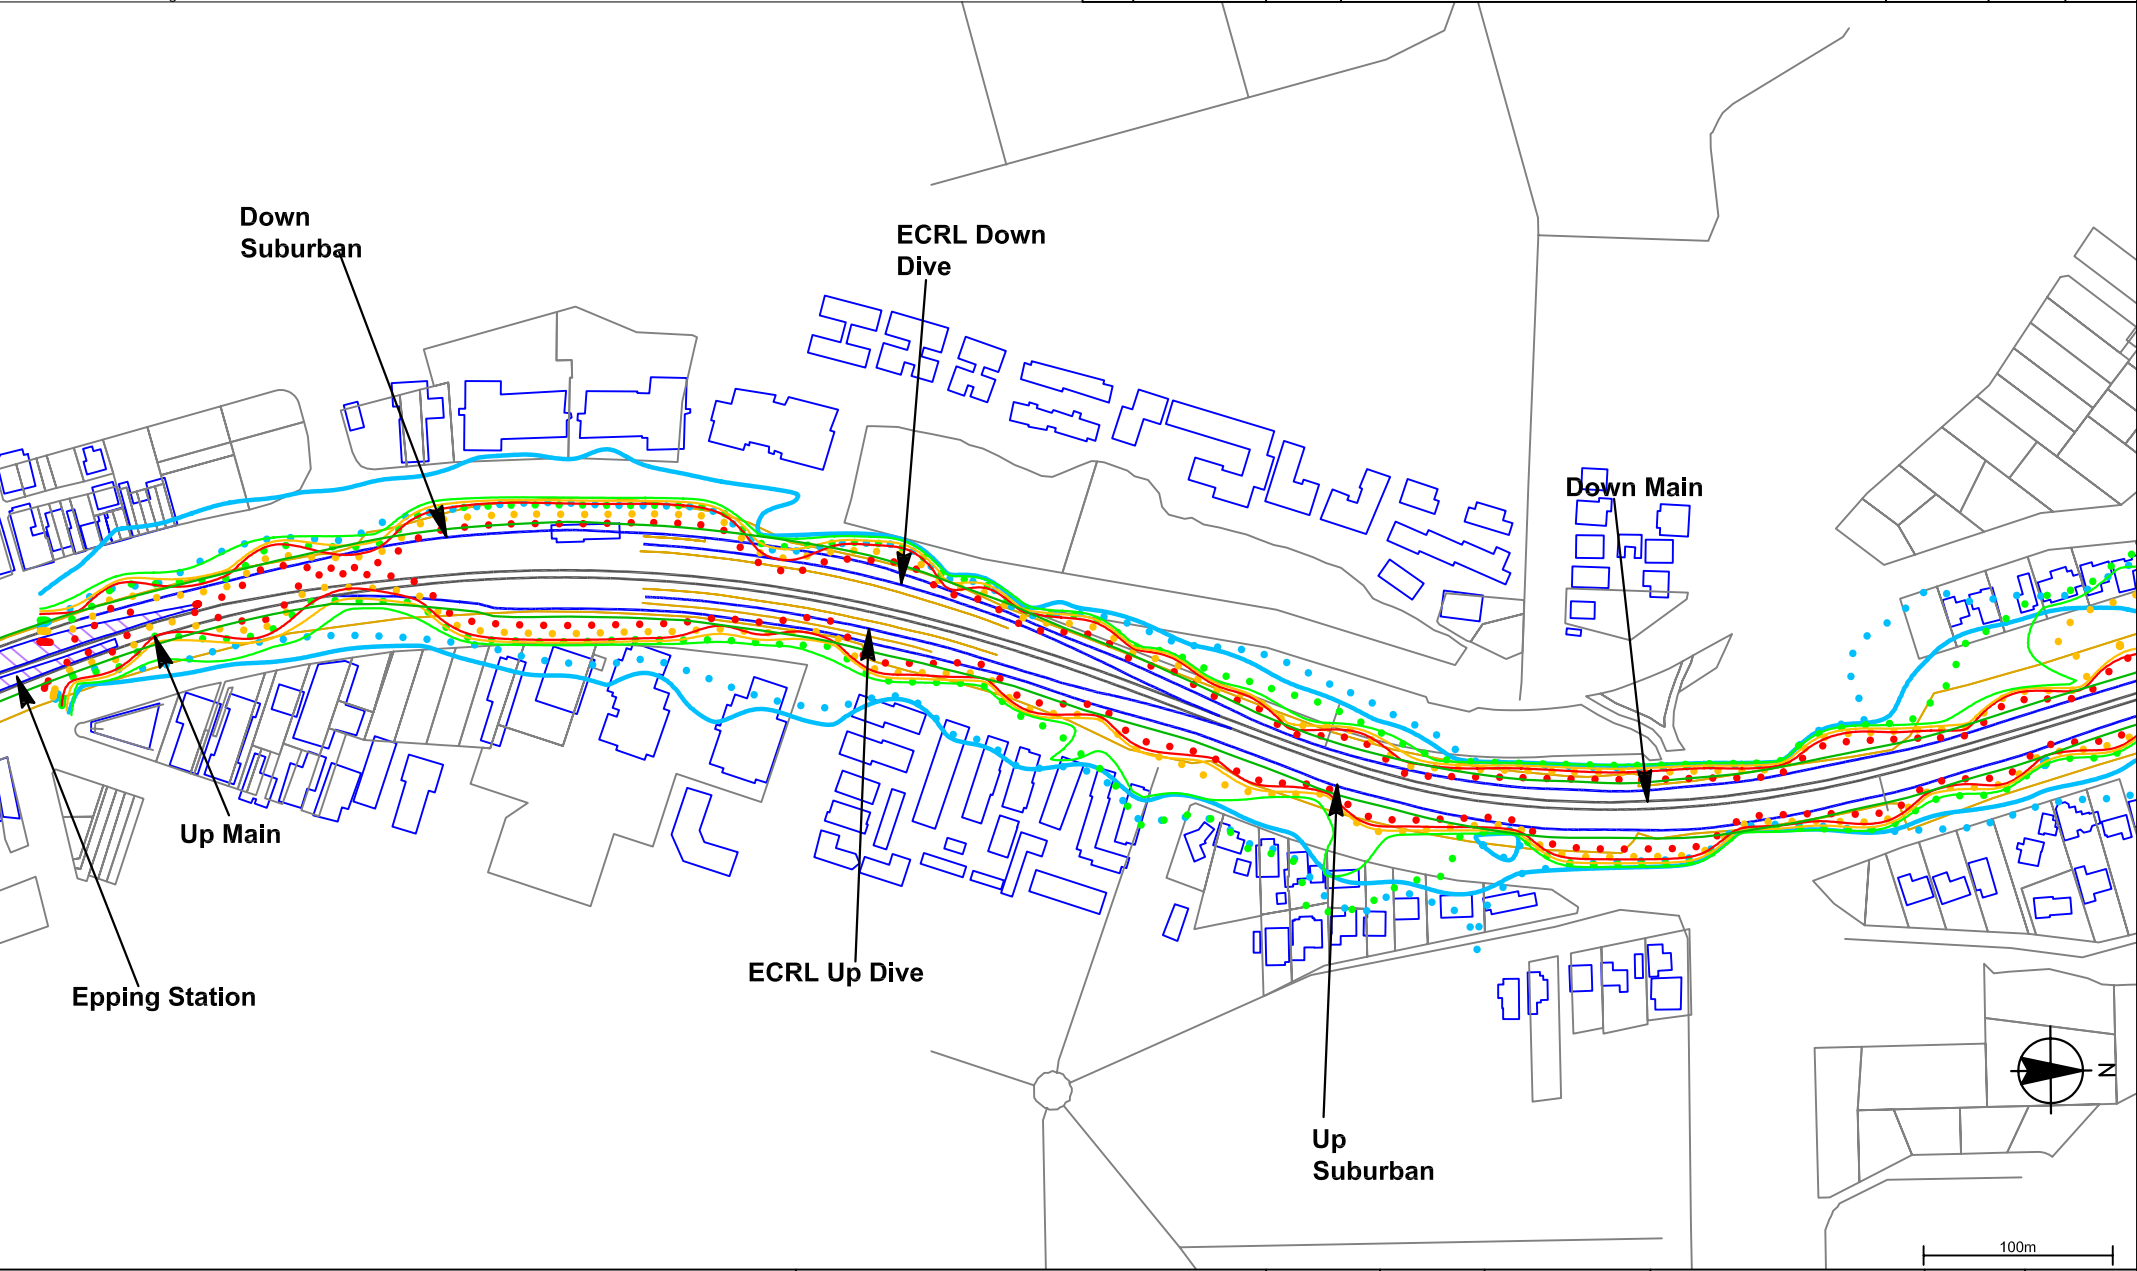 Down
Suburban
ECRL Down
Dive
Down Main
Up Main
ECRL Up Dive
Epping Station
Up
Suburban
N
100m